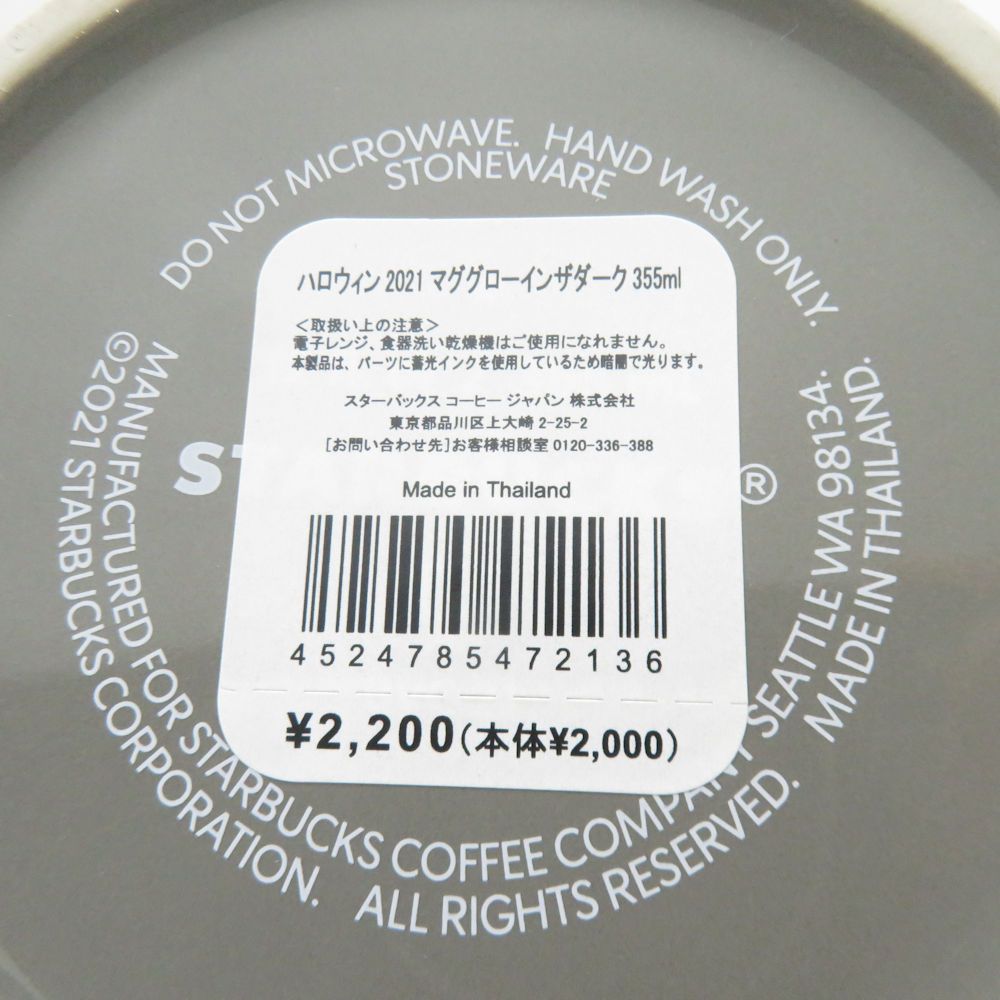 DO NOT MICROWAVE. HAND WASH ONLY.
STONEWARE
ハロウィン 2021 マググローインザダーク 355ml
＜取扱い上の注意＞
電子レンジ、食器洗い乾燥機はご使用になれません。
本製品は、パーツに蓄光インクを使用しているため暗闇で光ります。
スターバックス コーヒー ジャパン 株式会社
東京都品川区上大崎 2-25-2
[お問い合わせ先]お客様相談室 0120-336-388
Made in Thailand
4524785472136
¥2,200(本体¥2,000)
®
MANUFACTURED FOR STARBUCKS COFFEE COMPANY SEATTLE WA 98134.
©2021 STARBUCKS CORPORATION. ALL RIGHTS RESERVED. MADE IN THAILAND.